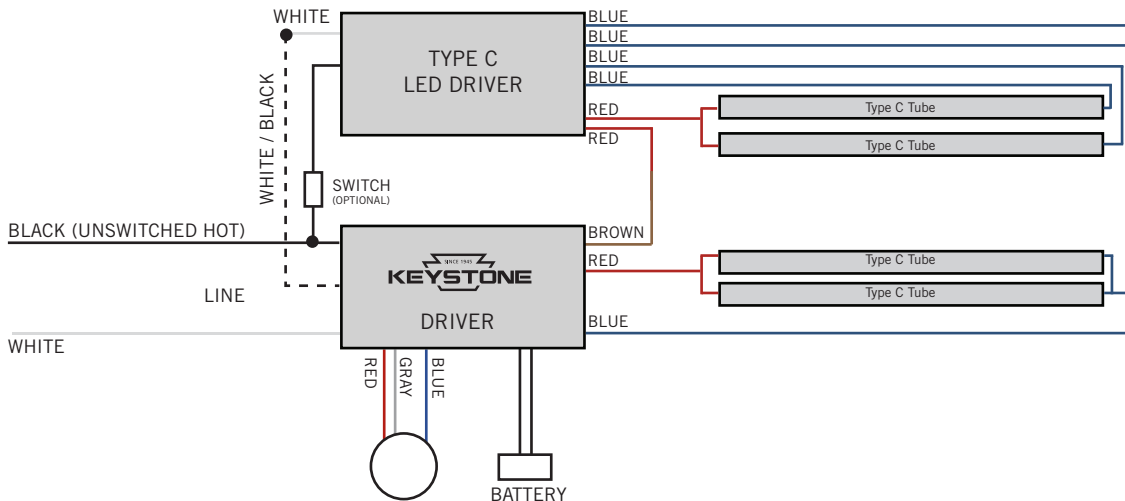 WHITE
BLUE
BLUE
BLUE
BLUE
TYPE C
LED DRIVER
RED
RED
Type C Tube
Type C Tube
WHITE / BLACK
SWITCH
(OPTIONAL)
BLACK (UNSWITCHED HOT)
BROWN
RED
SINCE 1945
KEYSTONE
DRIVER
Type C Tube
Type C Tube
LINE
BLUE
WHITE
RED
GRAY
BLUE
BATTERY